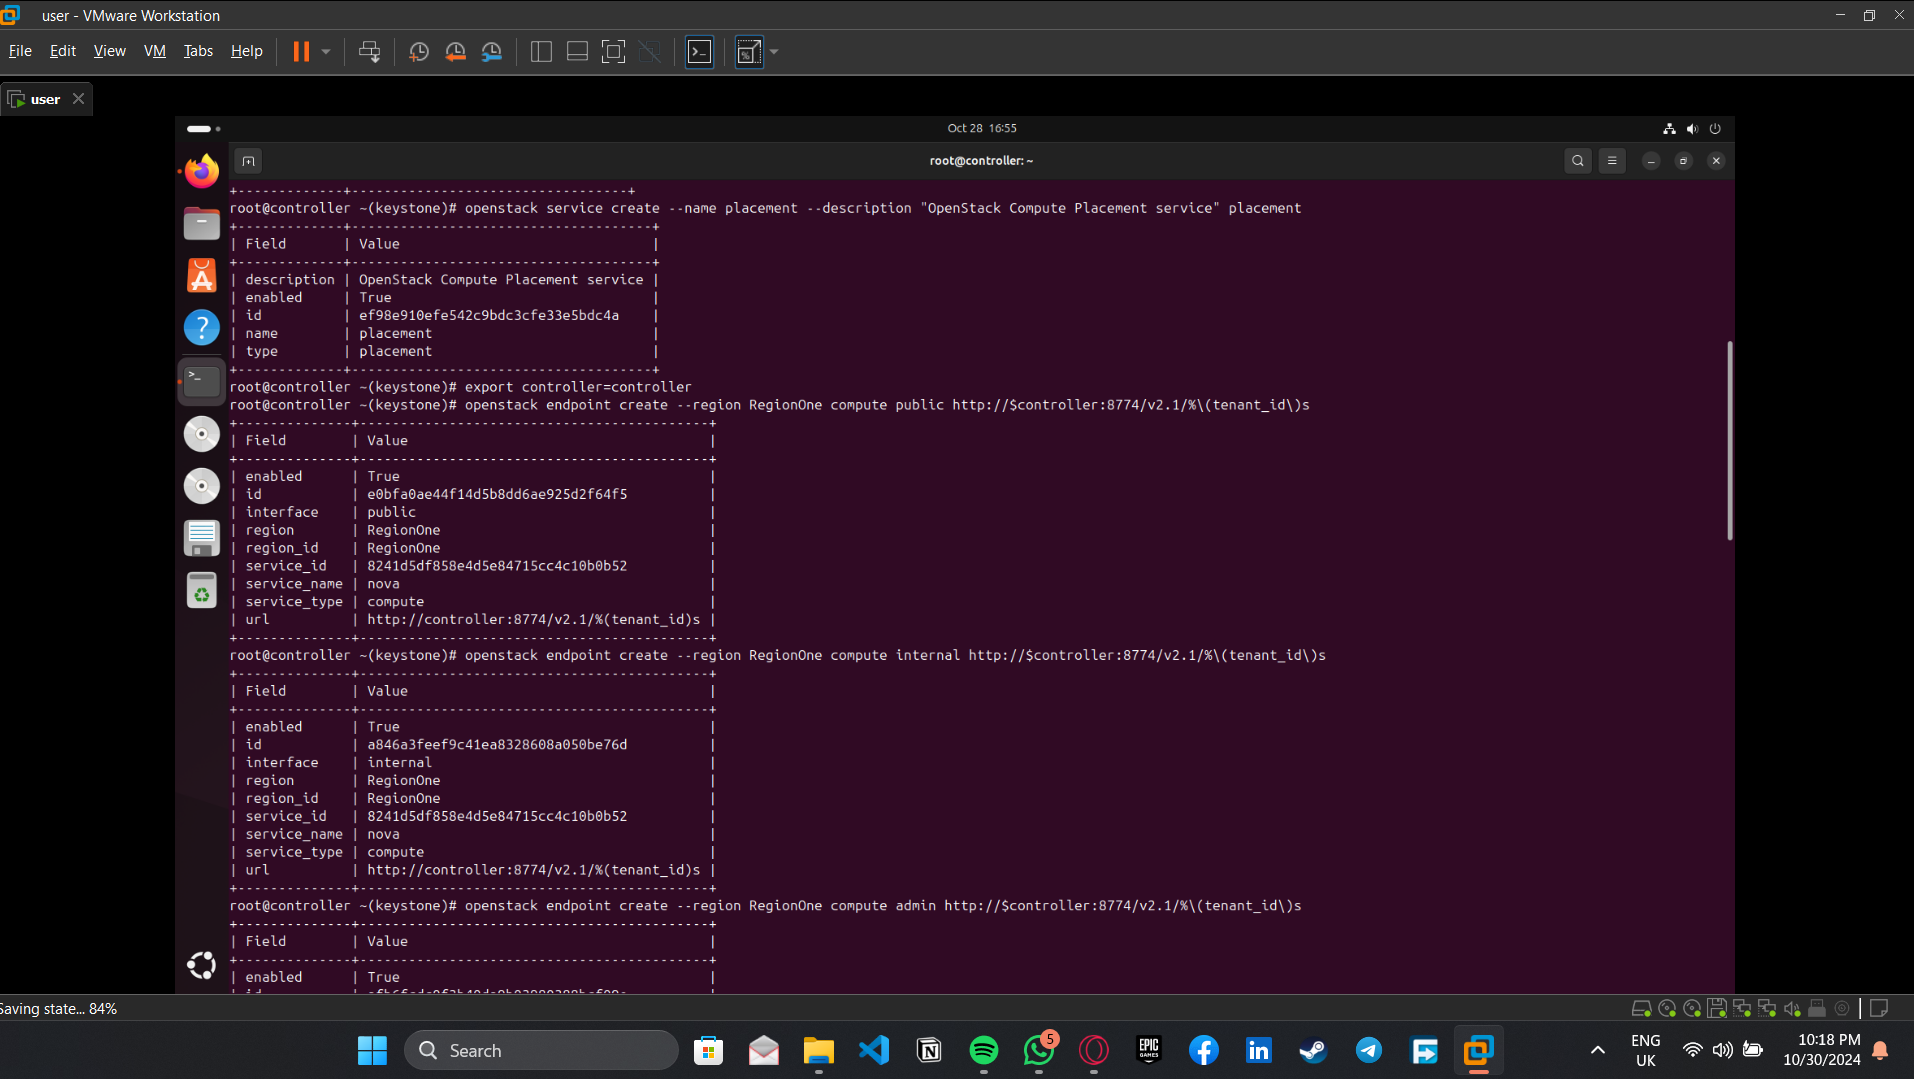 user - VMware Workstation
File Edit View VM Tabs Help
user
Oct 28 16:55
root@controller: ~
+-------------+----------------------------------+
root@controller ~(keystone)# openstack service create --name placement --description "OpenStack Compute Placement service" placement
+-------------+-------------------------------------+
| Field       | Value                               |
+-------------+-------------------------------------+
| description | OpenStack Compute Placement service |
| enabled     | True                                |
| id          | ef98e910efe542c9bdc3cfe33e5bdc4a    |
| name        | placement                           |
| type        | placement                           |
+-------------+-------------------------------------+
root@controller ~(keystone)# export controller=controller
root@controller ~(keystone)# openstack endpoint create --region RegionOne compute public http://$controller:8774/v2.1/%\(tenant_id\)s
+--------------+-------------------------------------------+
| Field        | Value                                     |
+--------------+-------------------------------------------+
| enabled      | True                                      |
| id           | e0bfa0ae44f14d5b8dd6ae925d2f64f5          |
| interface    | public                                    |
| region       | RegionOne                                 |
| region_id    | RegionOne                                 |
| service_id   | 8241d5df858e4d5e84715cc4c10b0b52          |
| service_name | nova                                      |
| service_type | compute                                   |
| url          | http://controller:8774/v2.1/%(tenant_id)s |
+--------------+-------------------------------------------+
root@controller ~(keystone)# openstack endpoint create --region RegionOne compute internal http://$controller:8774/v2.1/%\(tenant_id\)s
+--------------+-------------------------------------------+
| Field        | Value                                     |
+--------------+-------------------------------------------+
| enabled      | True                                      |
| id           | a846a3feef9c41ea8328608a050be76d          |
| interface    | internal                                  |
| region       | RegionOne                                 |
| region_id    | RegionOne                                 |
| service_id   | 8241d5df858e4d5e84715cc4c10b0b52          |
| service_name | nova                                      |
| service_type | compute                                   |
| url          | http://controller:8774/v2.1/%(tenant_id)s |
+--------------+-------------------------------------------+
root@controller ~(keystone)# openstack endpoint create --region RegionOne compute admin http://$controller:8774/v2.1/%\(tenant_id\)s
+--------------+-------------------------------------------+
| Field        | Value                                     |
+--------------+-------------------------------------------+
| enabled      | True                                      |
| id
Saving state... 84%
Search
5
EPIC GAMES
ENG
UK
10:18 PM
10/30/2024